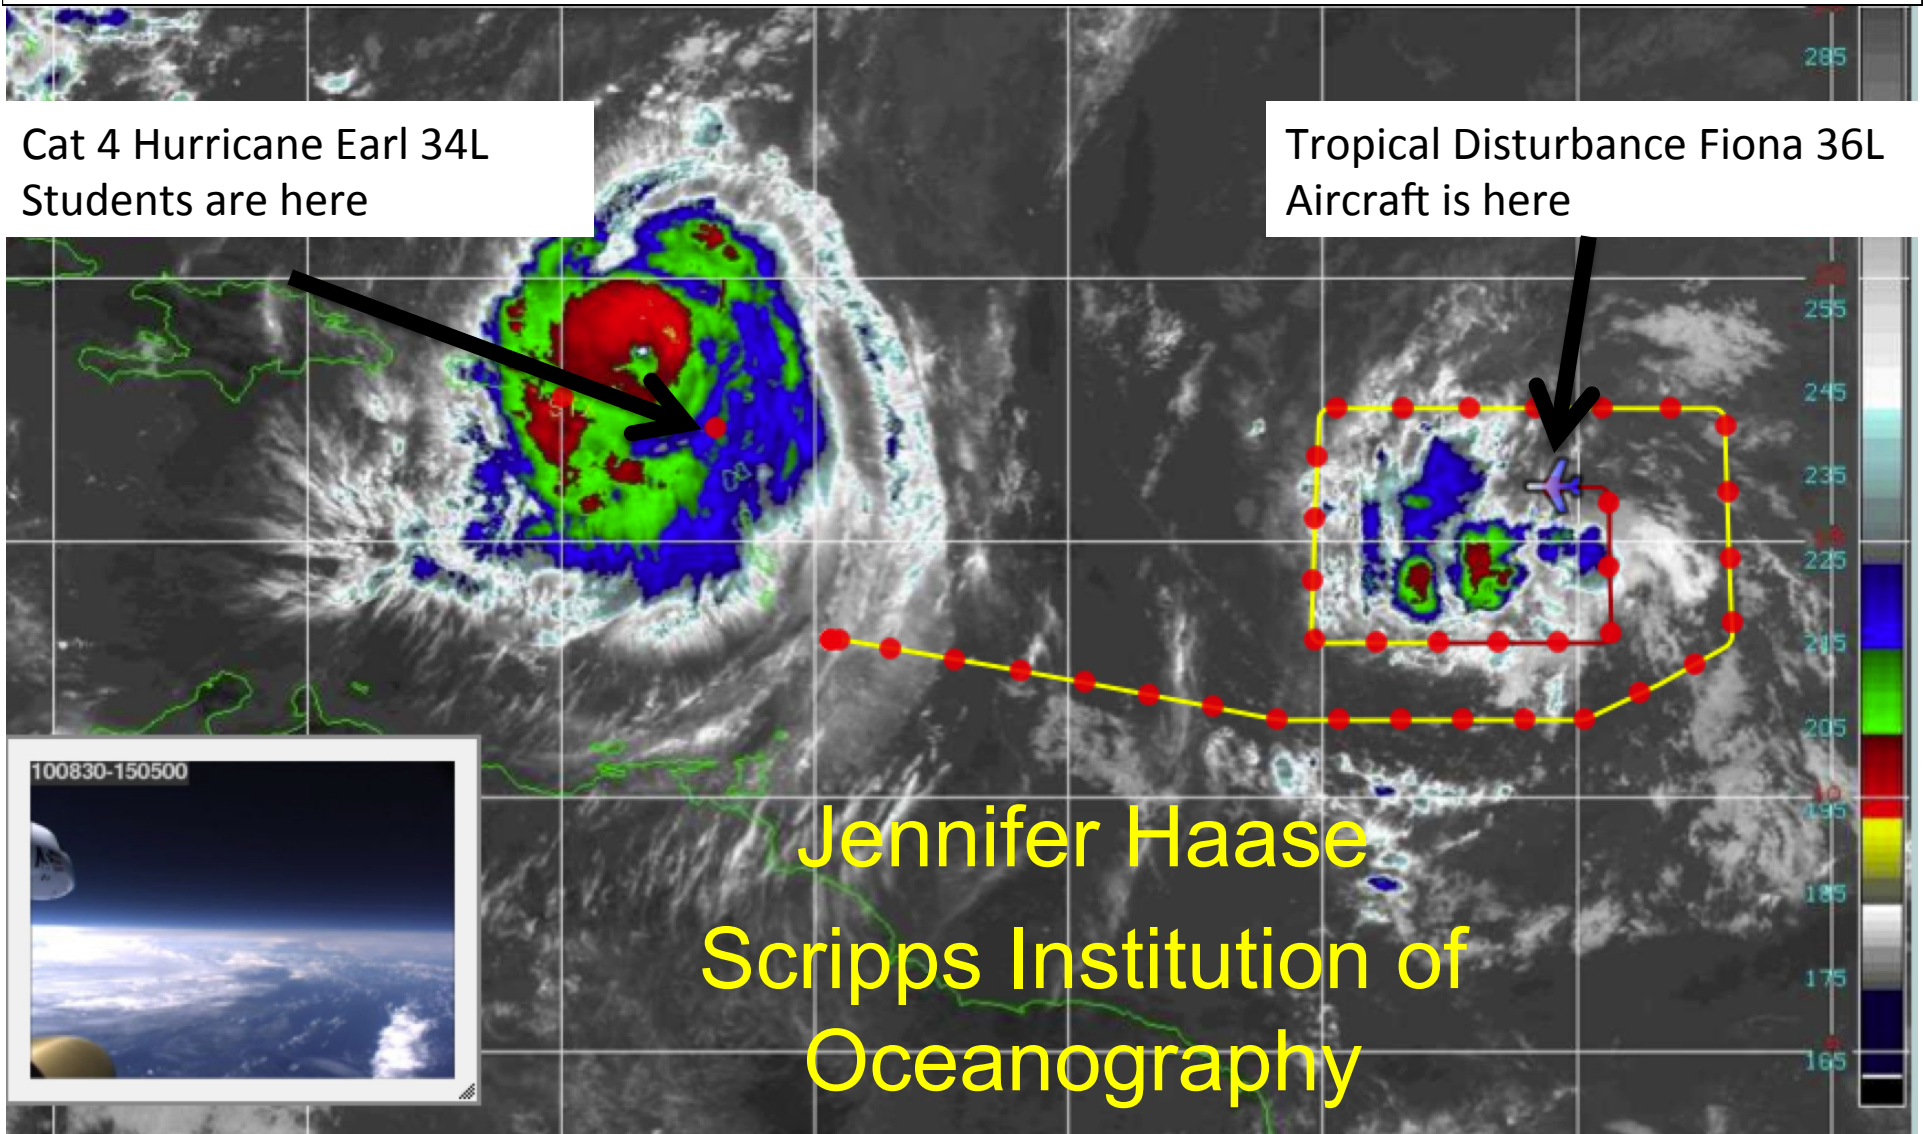 Cat 4 Hurricane Earl 34L
Students are here
Tropical Disturbance Fiona 36L
Aircraft is here
285
255
245
235
225
215
205
195
185
175
165
100830-150500
Jennifer Haase
Scripps Institution of
Oceanography